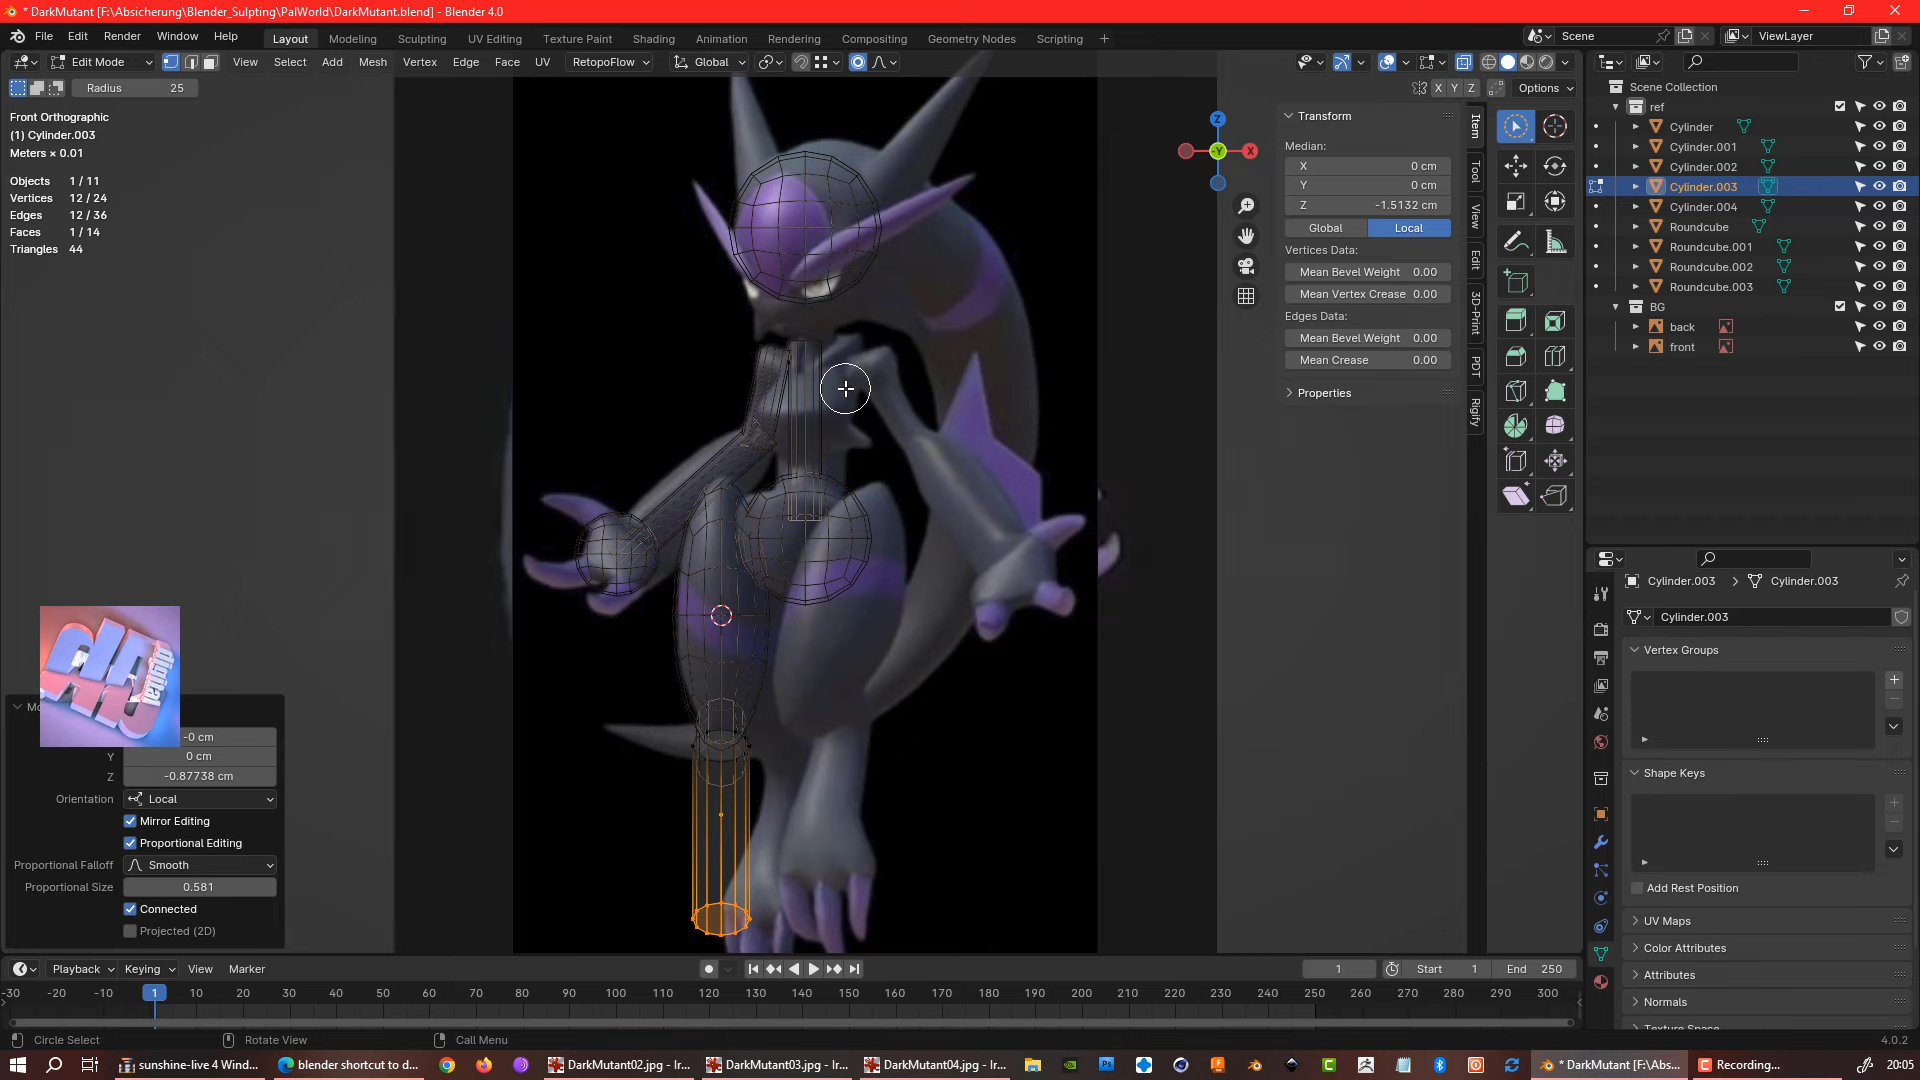 * DarkMutant [F:\Absicherung\Blender_Sulpting\PalWorld\DarkMutant.blend] - Blender 4.0
File Edit Render Window Help Layout Modeling Sculpting UV Editing Texture Paint Shading Animation Rendering Compositing Geometry Nodes Scripting + Scene ViewLayer
Edit Mode View Select Add Mesh Vertex Edge Face UV RetopoFlow Global
Radius 25 X Y Z Options
Front Orthographic
(1) Cylinder.003
Meters × 0.01
Objects 1 / 11
Vertices 12 / 24
Edges 12 / 36
Faces 1 / 14
Triangles 44
Z
-Y
X
Transform
Median:
X 0 cm
Y 0 cm
Z -1.5132 cm
Global Local
Vertices Data:
Mean Bevel Weight 0.00
Mean Vertex Crease 0.00
Edges Data:
Mean Bevel Weight 0.00
Mean Crease 0.00
Properties
Item
Tool
View
Edit
3D-Print
PDT
Rigify
Scene Collection
ref
Cylinder
Cylinder.001
Cylinder.002
Cylinder.003
Cylinder.004
Roundcube
Roundcube.001
Roundcube.002
Roundcube.003
BG
back
front
Cylinder.003 > Cylinder.003
Cylinder.003
Vertex Groups
Shape Keys
Add Rest Position
UV Maps
Color Attributes
Attributes
Normals
Texture Space
digital
Mo
-0 cm
Y 0 cm
Z -0.87738 cm
Orientation Local
Mirror Editing
Proportional Editing
Proportional Falloff Smooth
Proportional Size 0.581
Connected
Projected (2D)
Playback Keying View Marker 1 Start 1 End 250
-30 -20 -10 1 10 20 30 40 50 60 70 80 90 100 110 120 130 140 150 160 170 180 190 200 210 220 230 240 250 260 270 280 290 300
Circle Select Rotate View Call Menu 4.0.2
sunshine-live 4 Wind... blender shortcut to d... DarkMutant02.jpg - Ir... DarkMutant03.jpg - Ir... DarkMutant04.jpg - Ir... Ps * DarkMutant [F:\Abs... Recording... 20:05